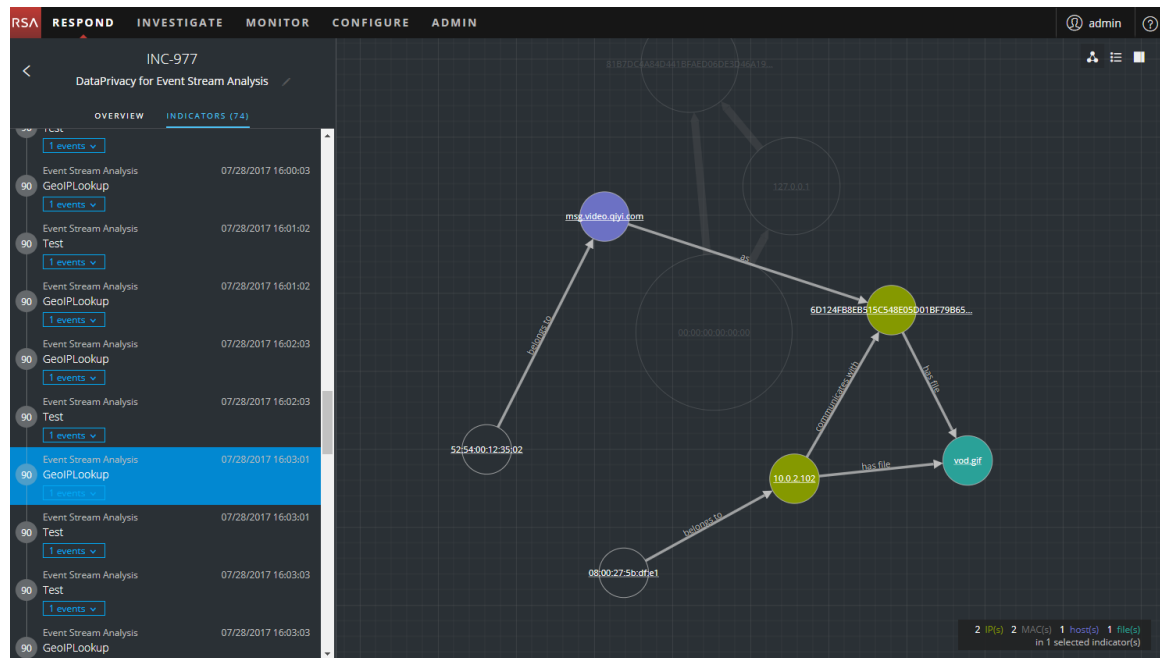 RSA RESPOND INVESTIGATE MONITOR CONFIGURE ADMIN admin ?
INC-977
DataPrivacy for Event Stream Analysis
OVERVIEW INDICATORS (74)
Test
1 events
Event Stream Analysis 07/28/2017 16:00:03
90 GeoIPLookup
1 events
Event Stream Analysis 07/28/2017 16:01:02
90 Test
1 events
Event Stream Analysis 07/28/2017 16:01:02
90 GeoIPLookup
1 events
Event Stream Analysis 07/28/2017 16:02:03
90 GeoIPLookup
1 events
Event Stream Analysis 07/28/2017 16:02:03
90 Test
1 events
Event Stream Analysis 07/28/2017 16:03:01
90 GeoIPLookup
1 events
Event Stream Analysis 07/28/2017 16:03:01
90 Test
1 events
Event Stream Analysis 07/28/2017 16:03:03
90 Test
1 events
Event Stream Analysis 07/28/2017 16:03:03
90 GeoIPLookup
127.0.0.1
msg.video.qiyi.com
as
6D124FB8EB515C548E05D01BF79B65...
00:00:00:00:00:00
belongs to
communicates with
has file
52:54:00:12:35:02
vod.gif
has file
10.0.2.102
belongs to
08:00:27:5b:df:e1
2 IP(s) 2 MAC(s) 1 host(s) 1 file(s)
in 1 selected indicator(s)